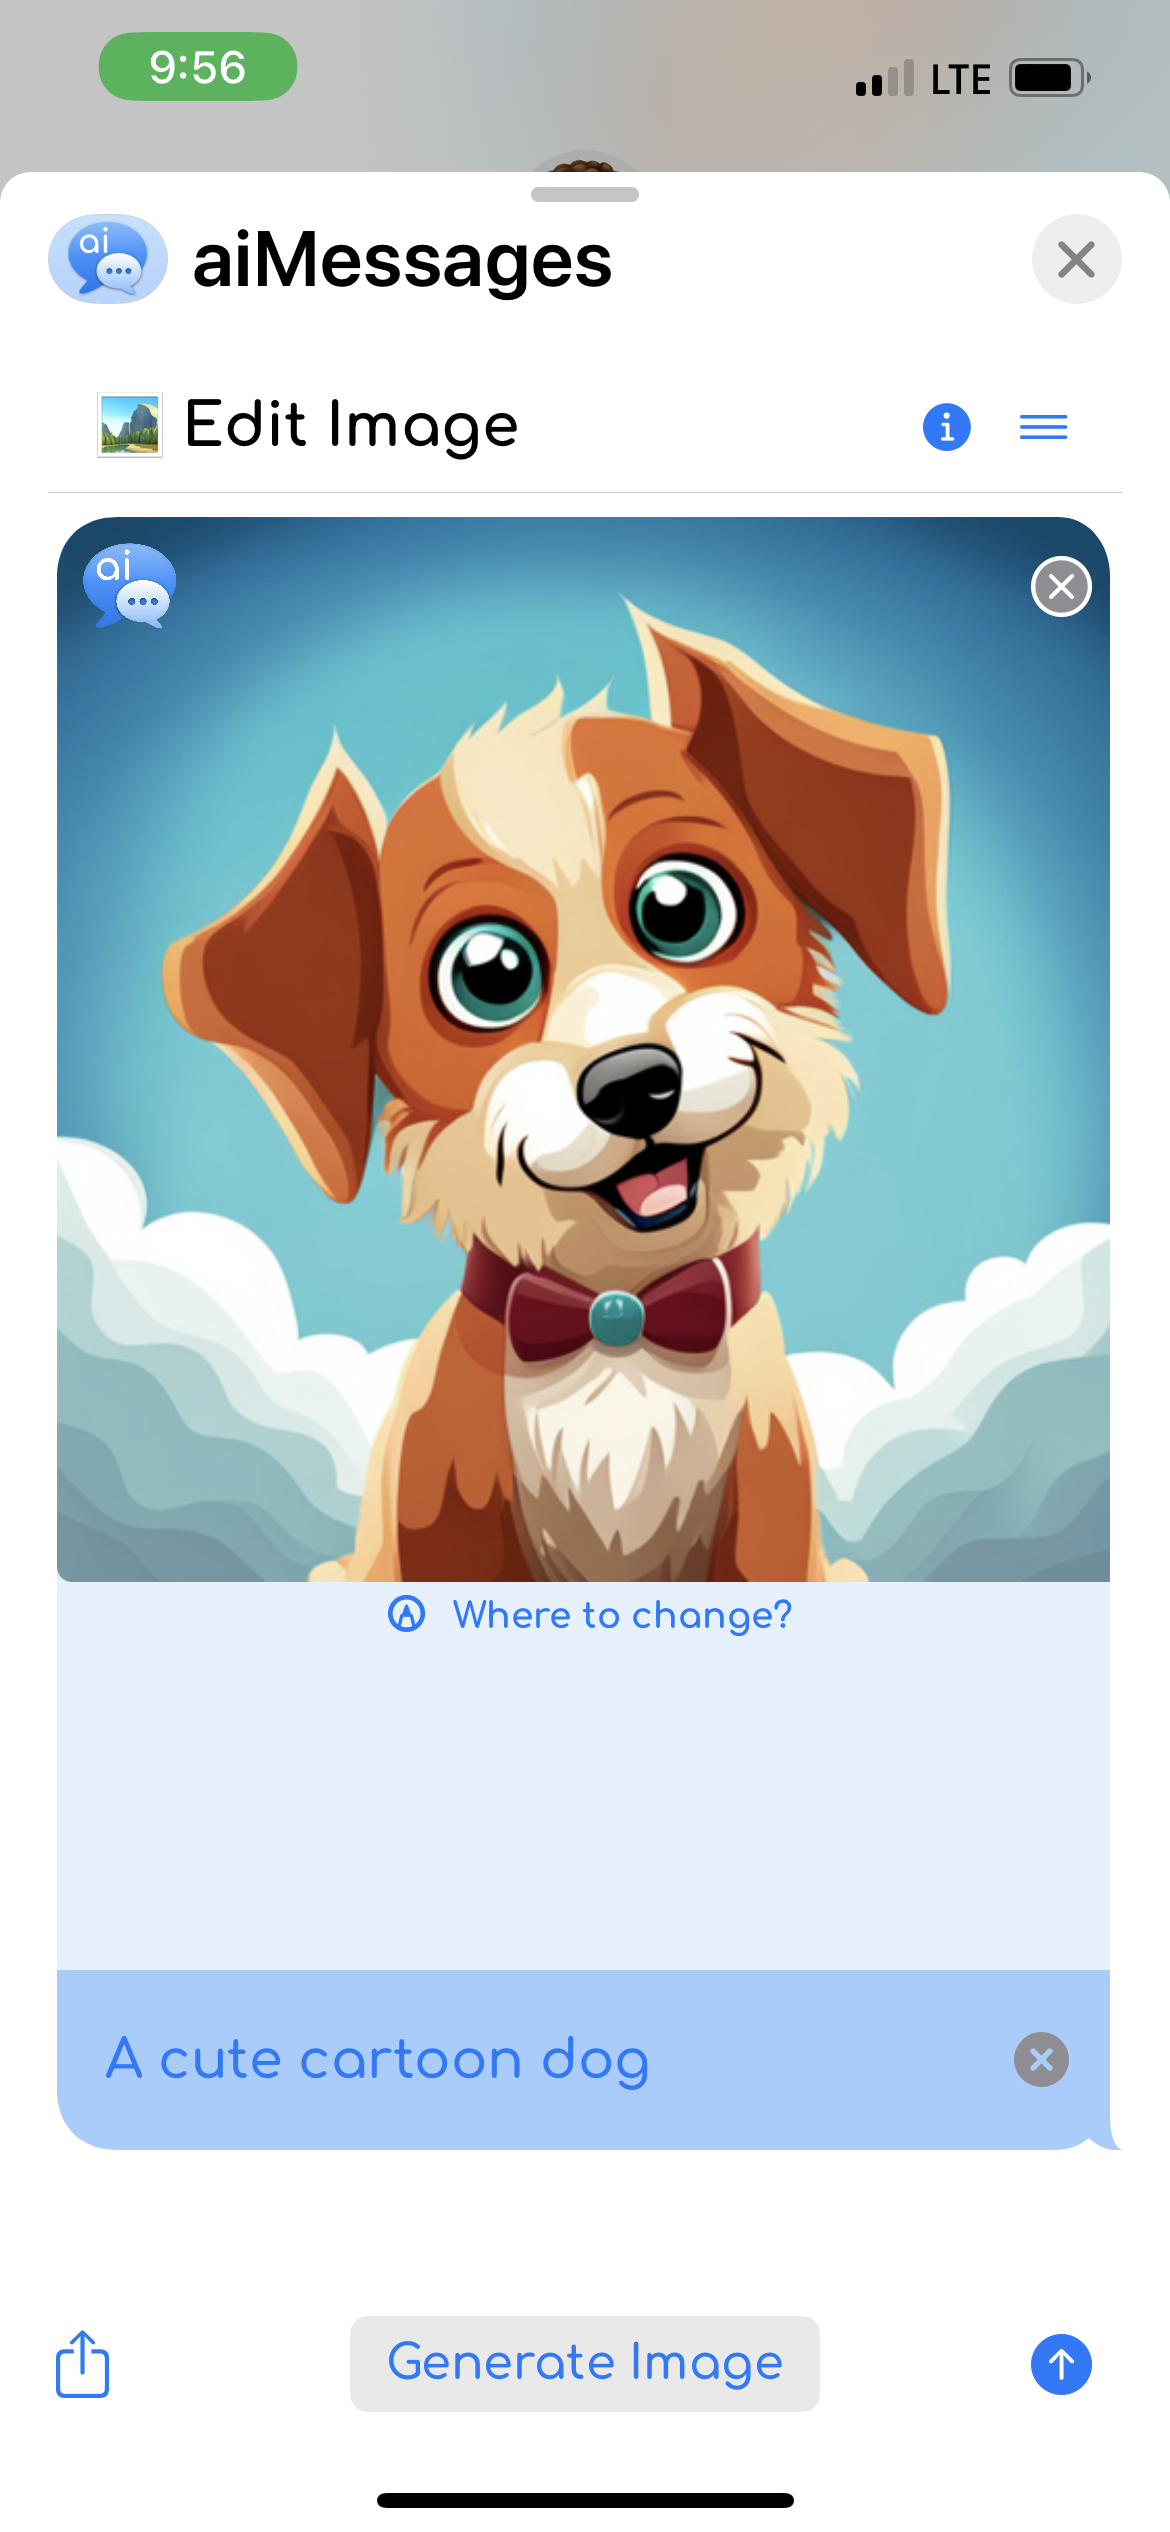 9:56
LTE
ai
aiMessages
Edit Image
ai
Where to change?
A cute cartoon dog
Generate Image